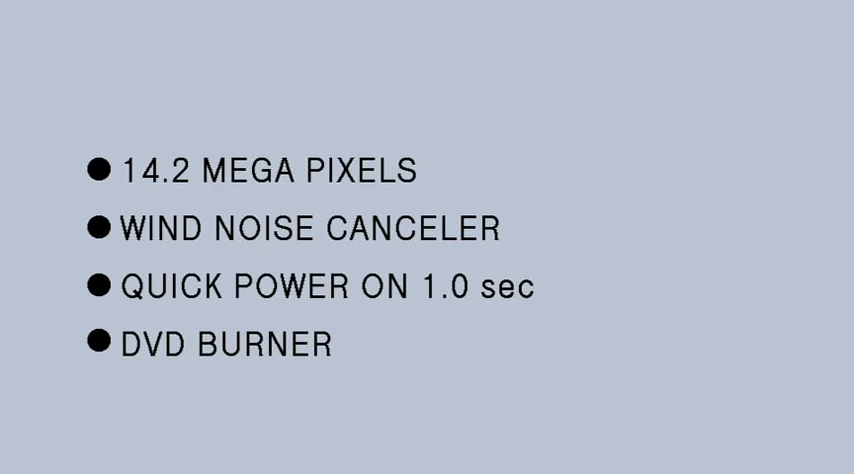 ● 14.2 MEGA PIXELS
● WIND NOISE CANCELER
● QUICK POWER ON 1.0 sec
● DVD BURNER